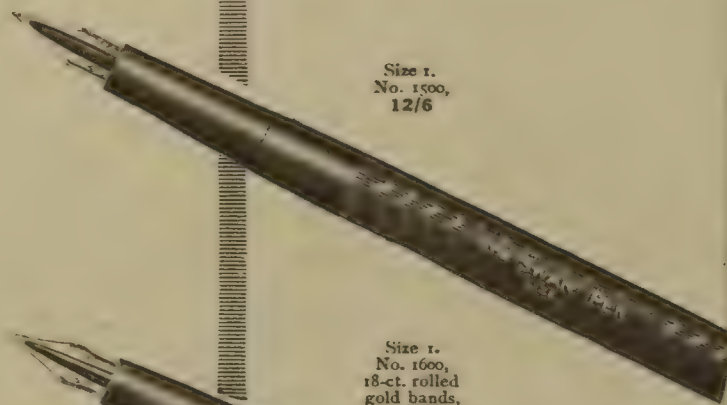 Size 1.
No. 1500,
12/6
Size 1.
No. 1600,
18-ct. rolled
gold bands,